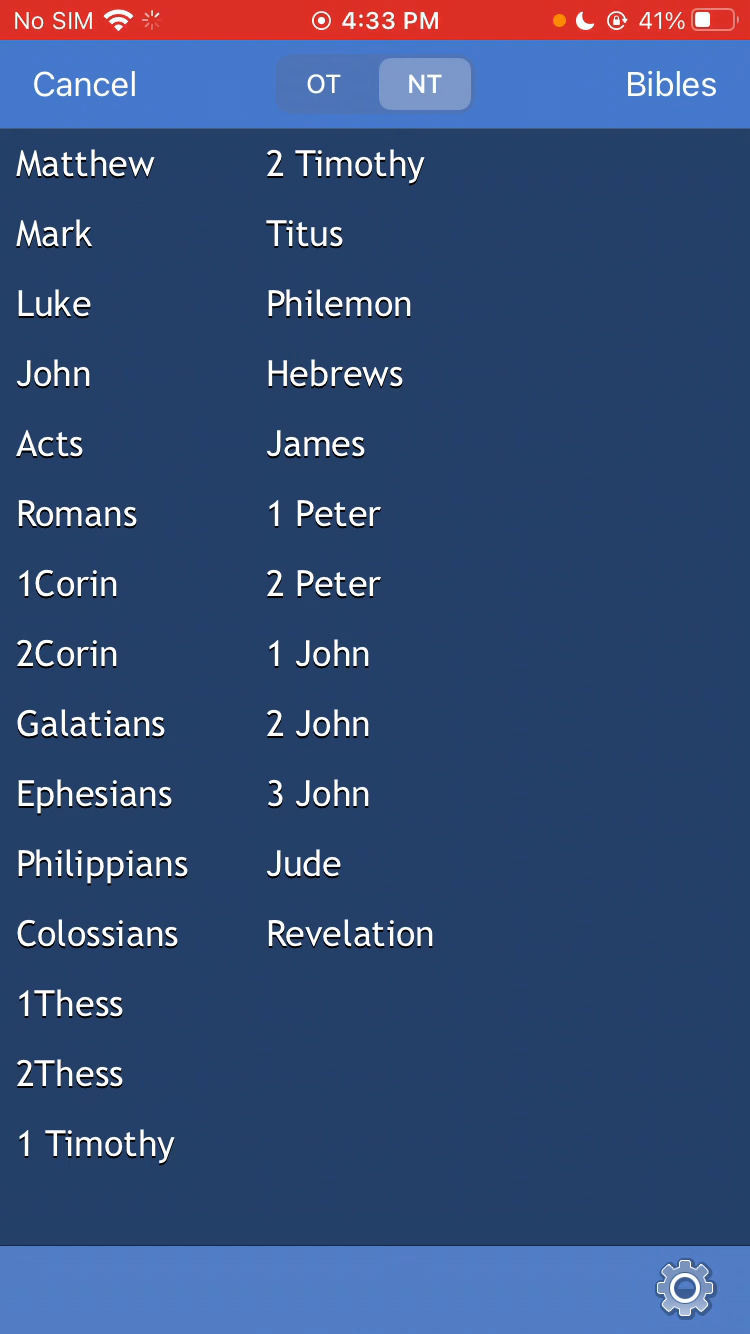 No SIM 4:33 PM 41%
Cancel OT NT Bibles
Matthew
Mark
Luke
John
Acts
Romans
1Corin
2Corin
Galatians
Ephesians
Philippians
Colossians
1Thess
2Thess
1 Timothy
2 Timothy
Titus
Philemon
Hebrews
James
1 Peter
2 Peter
1 John
2 John
3 John
Jude
Revelation